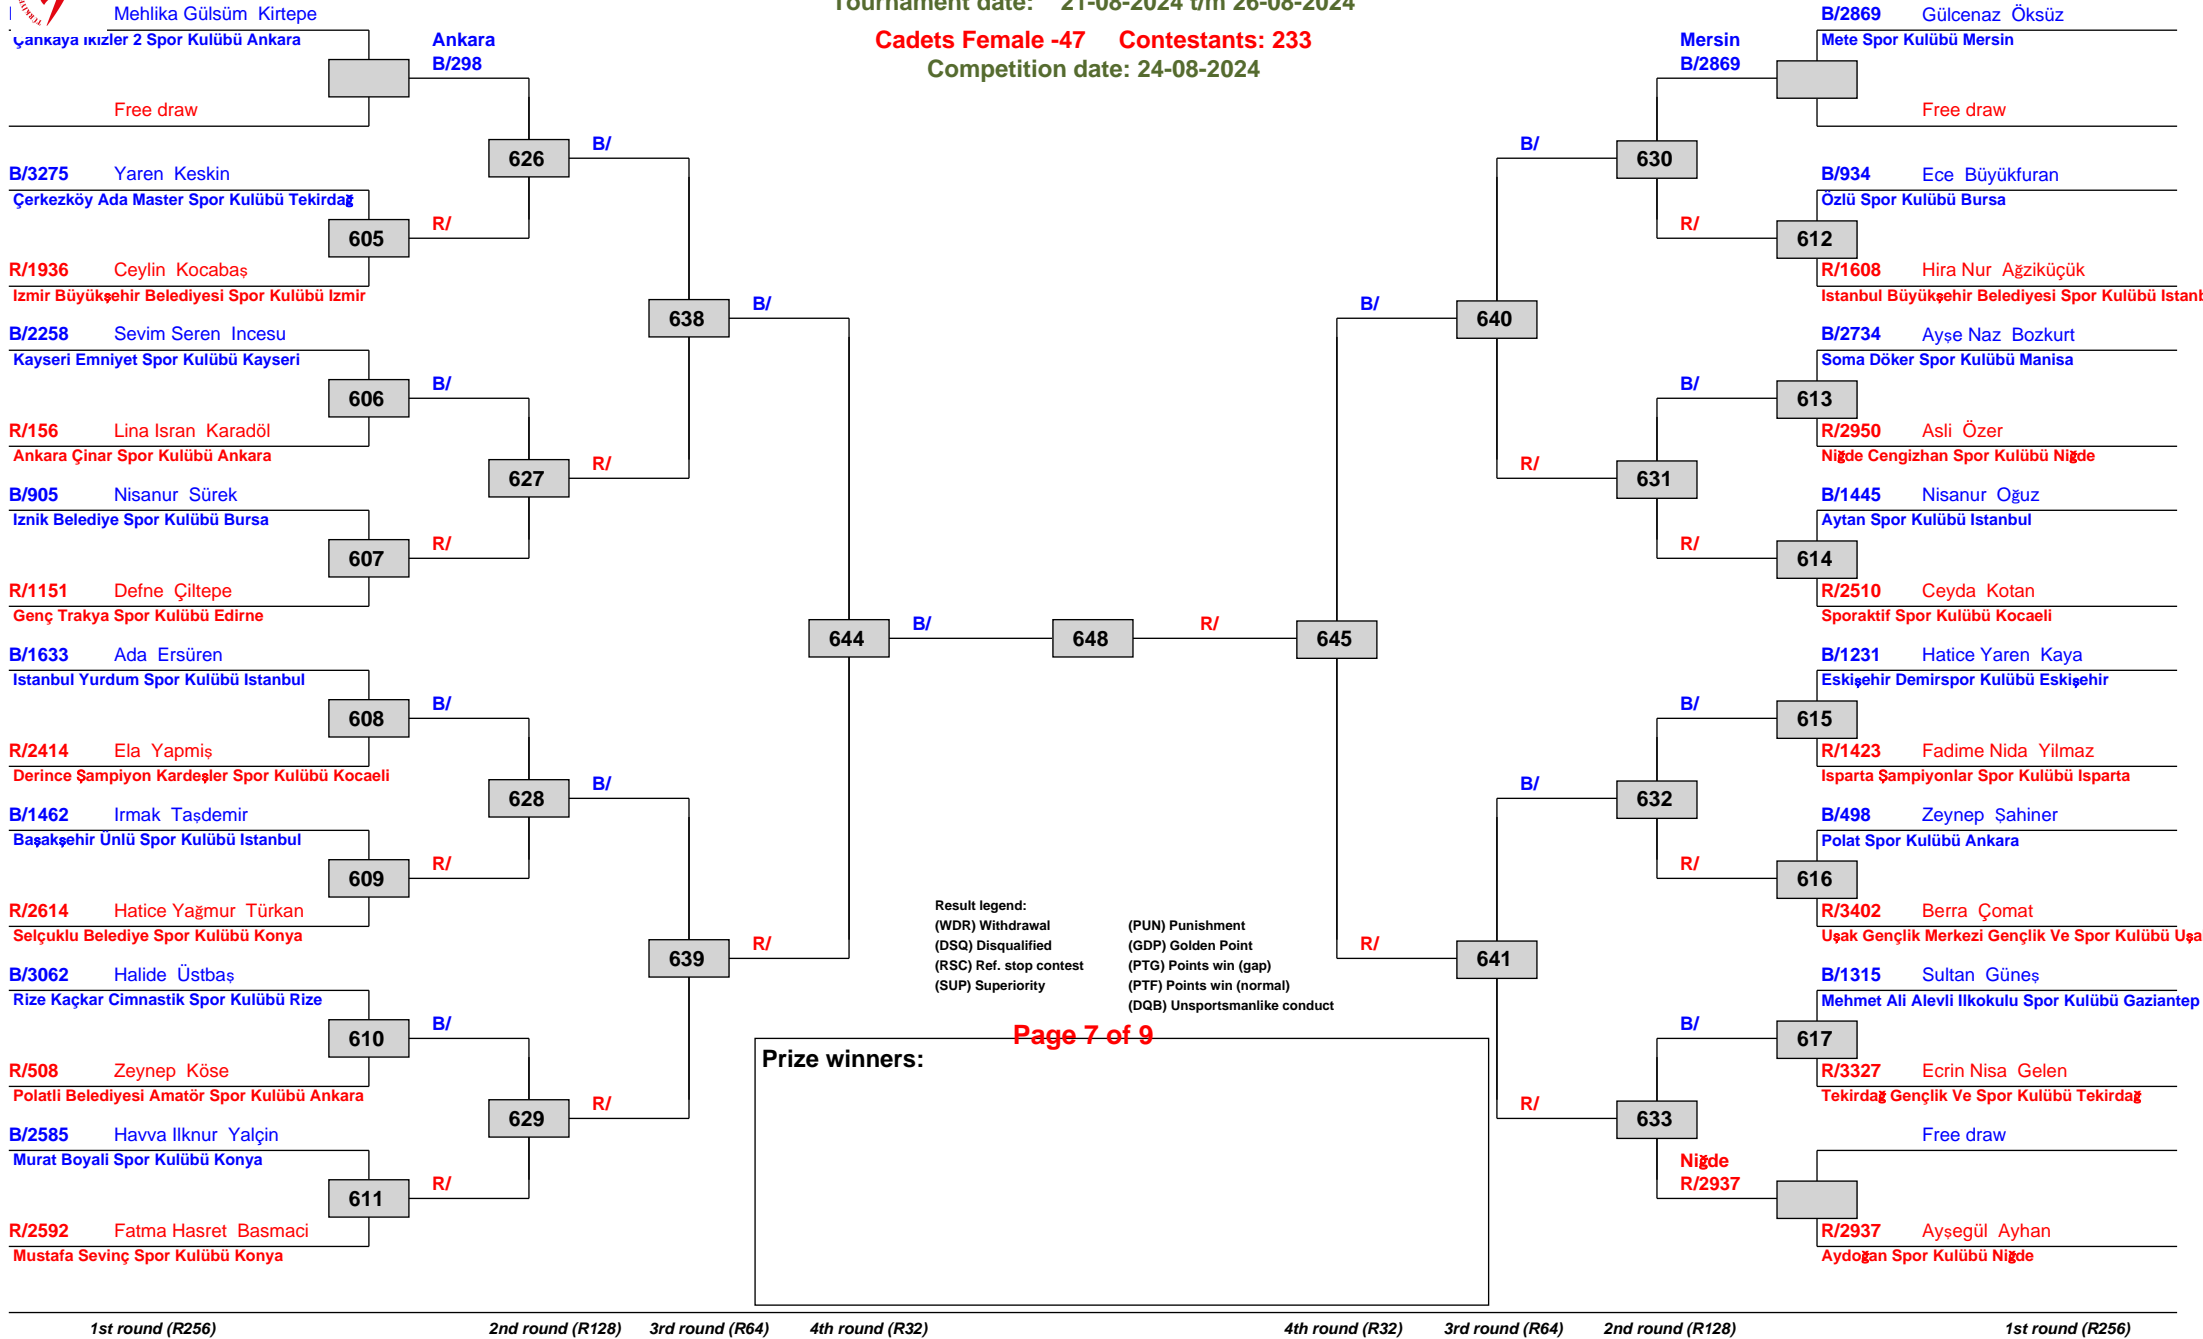 Tournament date: 21-08-2024 t/m 26-08-2024
Cadets Female -47 Contestants: 233
Competition date: 24-08-2024
Mehlika Gülsüm Kirtepe
Çankaya Ikizler 2 Spor Kulübü Ankara
Free draw
B/3275 Yaren Keskin
Çerkezköy Ada Master Spor Kulübü Tekirdağ
605
R/1936 Ceylin Kocabaş
Izmir Büyükşehir Belediyesi Spor Kulübü Izmir
B/2258 Sevim Seren Incesu
Kayseri Emniyet Spor Kulübü Kayseri
606
R/156 Lina Isran Karadöl
Ankara Çinar Spor Kulübü Ankara
B/905 Nisanur Sürek
Iznik Belediye Spor Kulübü Bursa
607
R/1151 Defne Çiltepe
Genç Trakya Spor Kulübü Edirne
B/1633 Ada Ersüren
Istanbul Yurdum Spor Kulübü Istanbul
608
R/2414 Ela Yapmiş
Derince Şampiyon Kardeşler Spor Kulübü Kocaeli
B/1462 Irmak Taşdemir
Başakşehir Ünlü Spor Kulübü Istanbul
609
R/2614 Hatice Yağmur Türkan
Selçuklu Belediye Spor Kulübü Konya
B/3062 Halide Üstbaş
Rize Kaçkar Cimnastik Spor Kulübü Rize
610
R/508 Zeynep Köse
Polatli Belediyesi Amatör Spor Kulübü Ankara
B/2585 Havva Ilknur Yalçin
Murat Boyali Spor Kulübü Konya
611
R/2592 Fatma Hasret Basmaci
Mustafa Sevinç Spor Kulübü Konya
Ankara
B/298
626
R/
B/
627
R/
B/
628
R/
B/
629
R/
B/
638
R/
B/
639
R/
B/
644
R/
B/
648
R/
645
B/
640
R/
641
B/
630
R/
631
B/
632
R/
633
Mersin
B/2869
R/
B/
R/
B/
R/
B/
Niğde
R/2937
B/2869 Gülcenaz Öksüz
Mete Spor Kulübü Mersin
Free draw
B/934 Ece Büyükfuran
Özlü Spor Kulübü Bursa
612
R/1608 Hira Nur Ağziküçük
Istanbul Büyükşehir Belediyesi Spor Kulübü
B/2734 Ayşe Naz Bozkurt
Soma Döker Spor Kulübü Manisa
613
R/2950 Asli Özer
Niğde Cengizhan Spor Kulübü Niğde
B/1445 Nisanur Oğuz
Aytan Spor Kulübü Istanbul
614
R/2510 Ceyda Kotan
Sporaktif Spor Kulübü Kocaeli
B/1231 Hatice Yaren Kaya
Eskişehir Demirspor Kulübü Eskişehir
615
R/1423 Fadime Nida Yilmaz
Isparta Şampiyonlar Spor Kulübü Isparta
B/498 Zeynep Şahiner
Polat Spor Kulübü Ankara
616
R/3402 Berra Çomat
Uşak Gençlik Merkezi Gençlik Ve Spor Kulübü
B/1315 Sultan Güneş
Mehmet Ali Alevli Ilkokulu Spor Kulübü Gaziantep
617
R/3327 Ecrin Nisa Gelen
Tekirdağ Gençlik Ve Spor Kulübü Tekirdağ
Free draw
R/2937 Ayşegül Ayhan
Aydoğan Spor Kulübü Niğde
Result legend:
(WDR) Withdrawal (PUN) Punishment
(DSQ) Disqualified (GDP) Golden Point
(RSC) Ref. stop contest (PTG) Points win (gap)
(SUP) Superiority (PTF) Points win (normal)
(DQB) Unsportsmanlike conduct
Page 7 of 9
Prize winners:
1st round (R256) 2nd round (R128) 3rd round (R64) 4th round (R32) 4th round (R32) 3rd round (R64) 2nd round (R128) 1st round (R256)